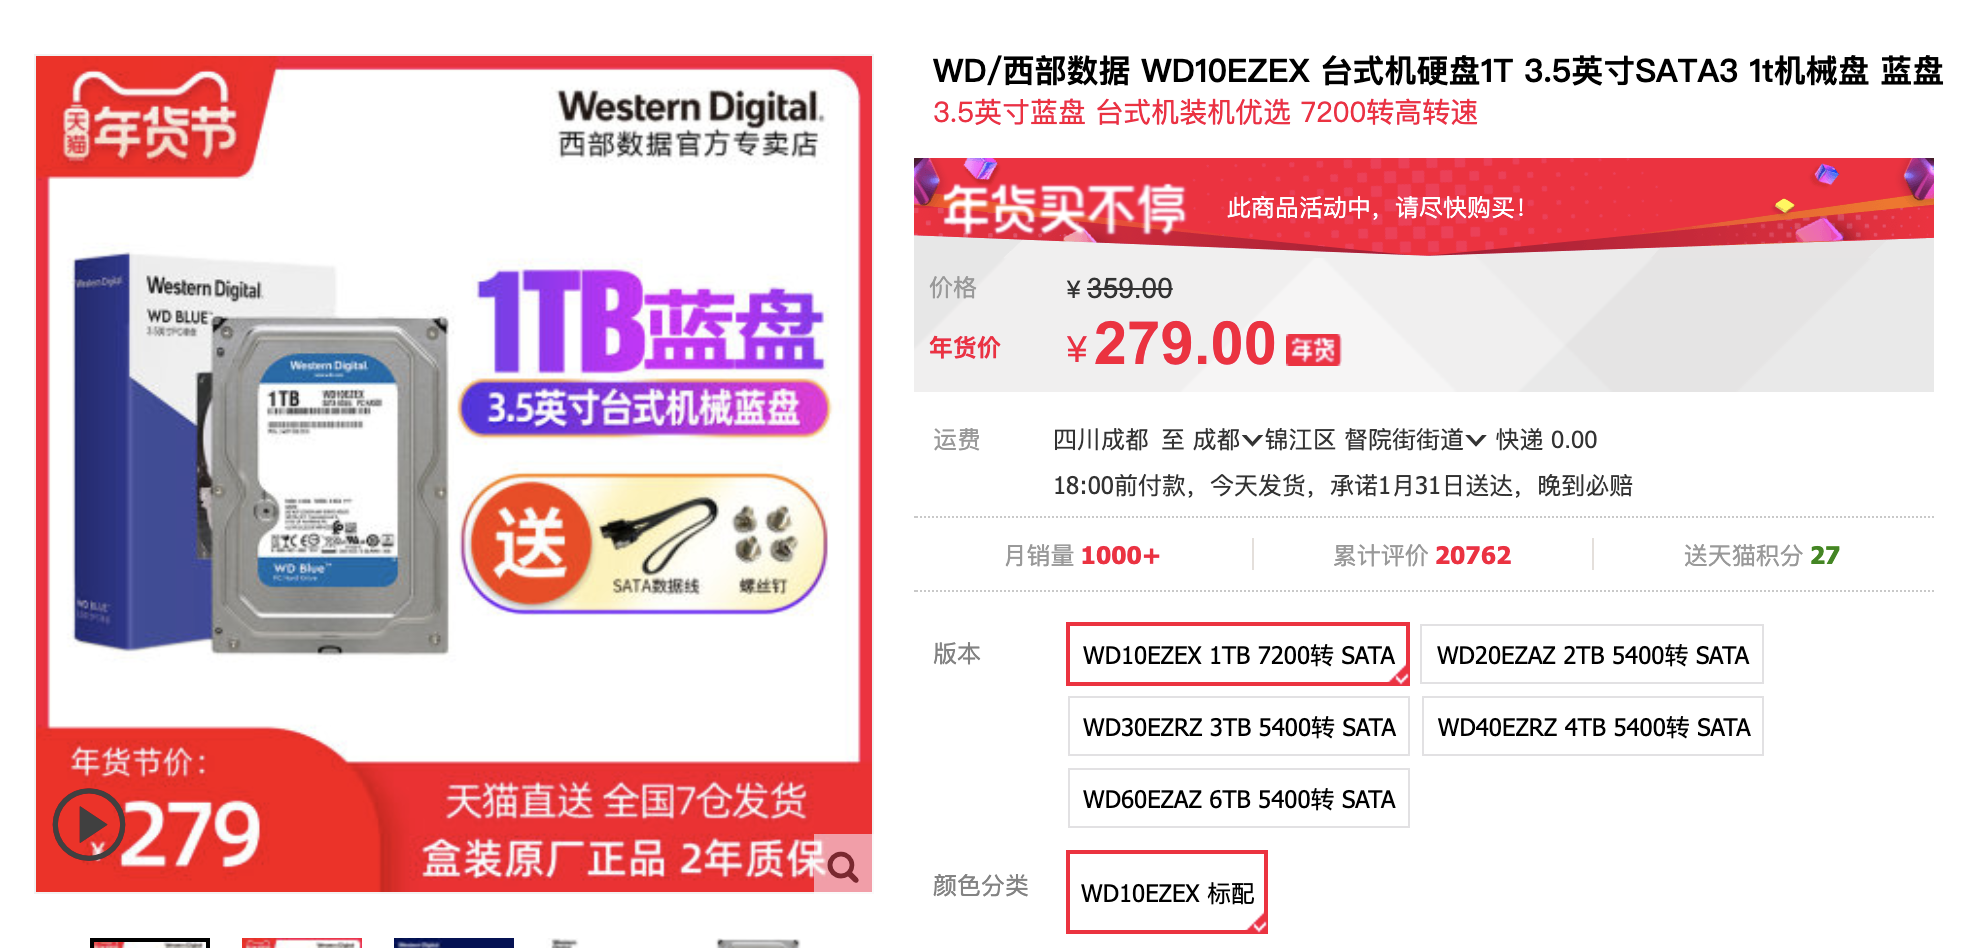 天猫
年货节
Western Digital.
西部数据官方专卖店
Western Digital
Western Digital
WD BLUE
3.5英寸PC硬盘
Western Digital
1TB WD10EZEX
WD Blue
WD BLUE
1TB蓝盘
3.5英寸台式机械蓝盘
送
SATA数据线 螺丝钉
年货节价：
¥279
天猫直送 全国7仓发货
盒装原厂正品 2年质保
WD/西部数据 WD10EZEX 台式机硬盘1T 3.5英寸SATA3 1t机械盘 蓝盘
3.5英寸蓝盘 台式机装机优选 7200转高转速
年货买不停 此商品活动中，请尽快购买！
价格 ¥ 359.00
年货价 ¥ 279.00 年货
运费 四川成都 至 成都 锦江区 督院街街道 快递 0.00
18:00前付款，今天发货，承诺1月31日送达，晚到必赔
月销量 1000+ 累计评价 20762 送天猫积分 27
版本 WD10EZEX 1TB 7200转 SATA WD20EZAZ 2TB 5400转 SATA
WD30EZRZ 3TB 5400转 SATA WD40EZRZ 4TB 5400转 SATA
WD60EZAZ 6TB 5400转 SATA
颜色分类 WD10EZEX 标配